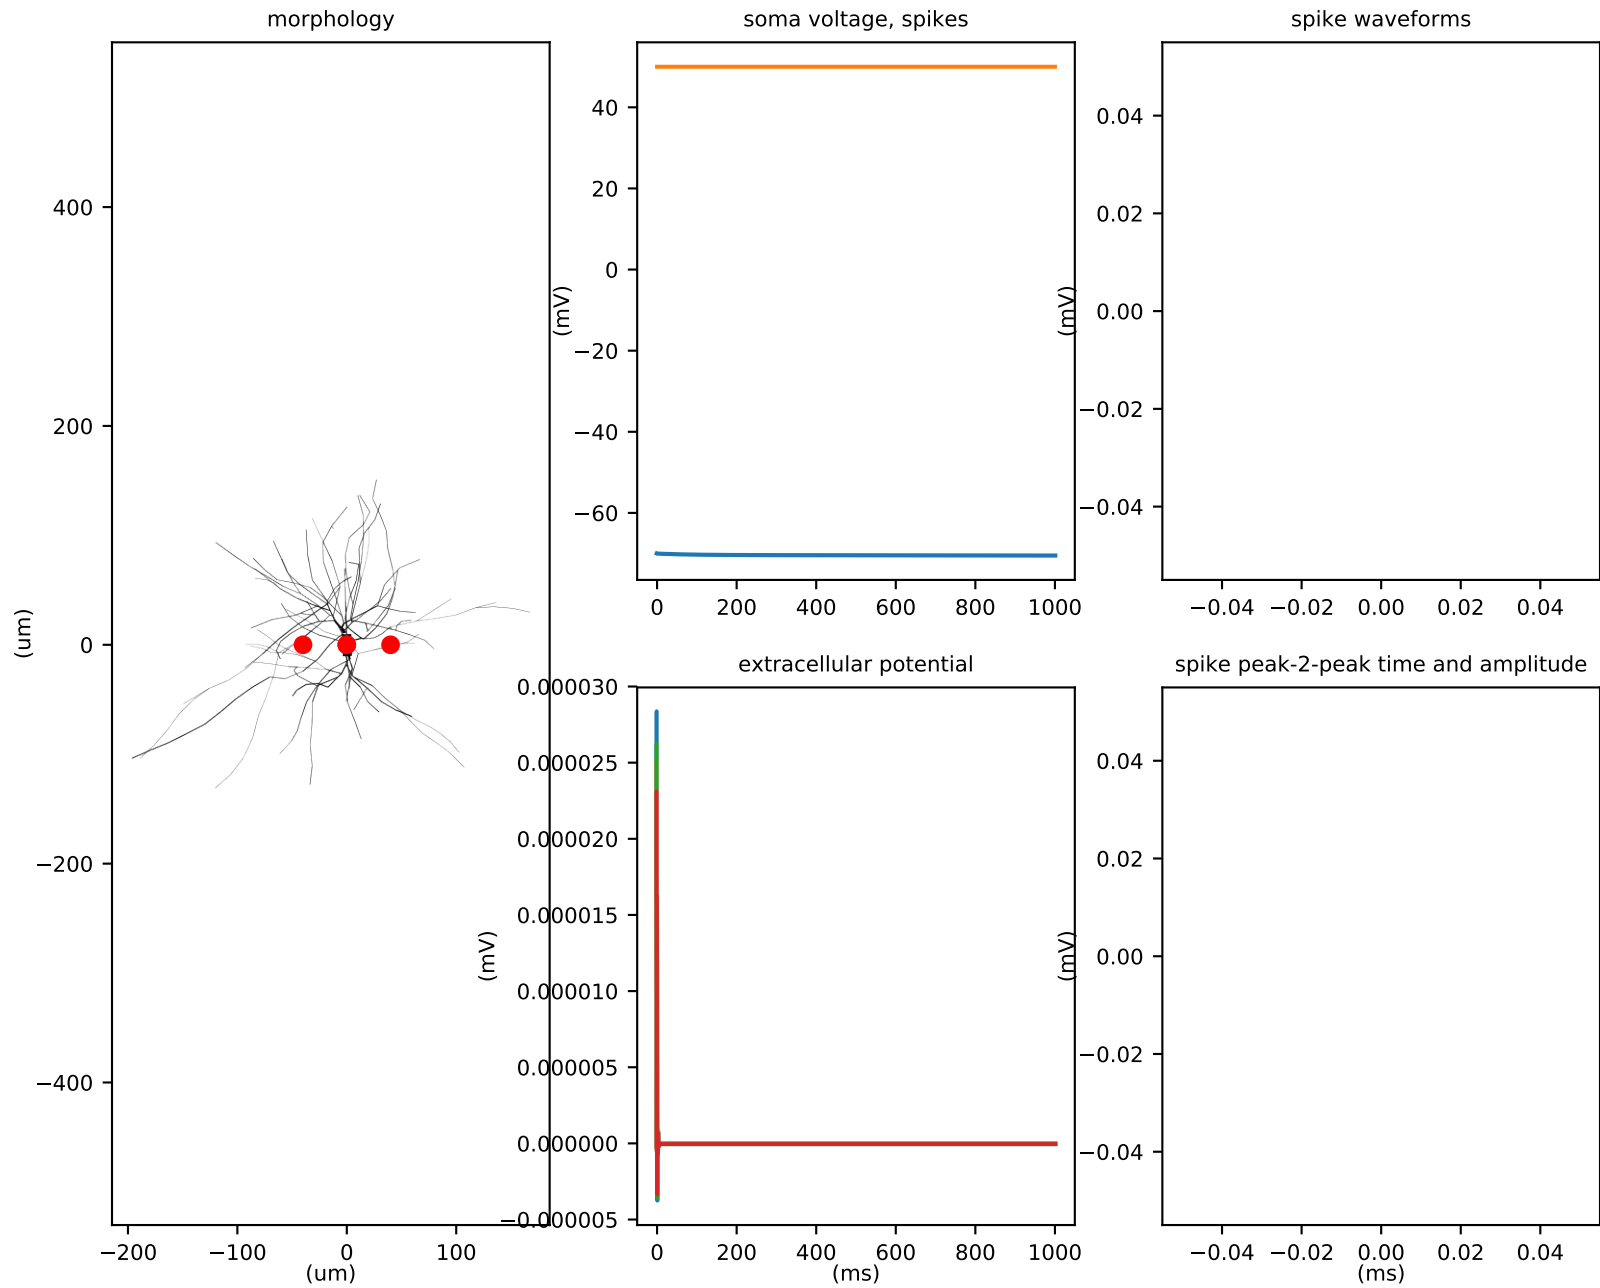 morphology
400
200
0
−200
−400
(um)
−200 −100 0 100
(um)
soma voltage, spikes
40
20
0
−20
−40
−60
(mV)
0 200 400 600 800 1000
spike waveforms
0.04
0.02
0.00
−0.02
−0.04
(mV)
−0.04 −0.02 0.00 0.02 0.04
extracellular potential
0.000030
0.000025
0.000020
0.000015
0.000010
0.000005
0.000000
−0.000005
(mV)
0 200 400 600 800 1000
(ms)
spike peak-2-peak time and amplitude
0.04
0.02
0.00
−0.02
−0.04
(mV)
−0.04 −0.02 0.00 0.02 0.04
(ms)